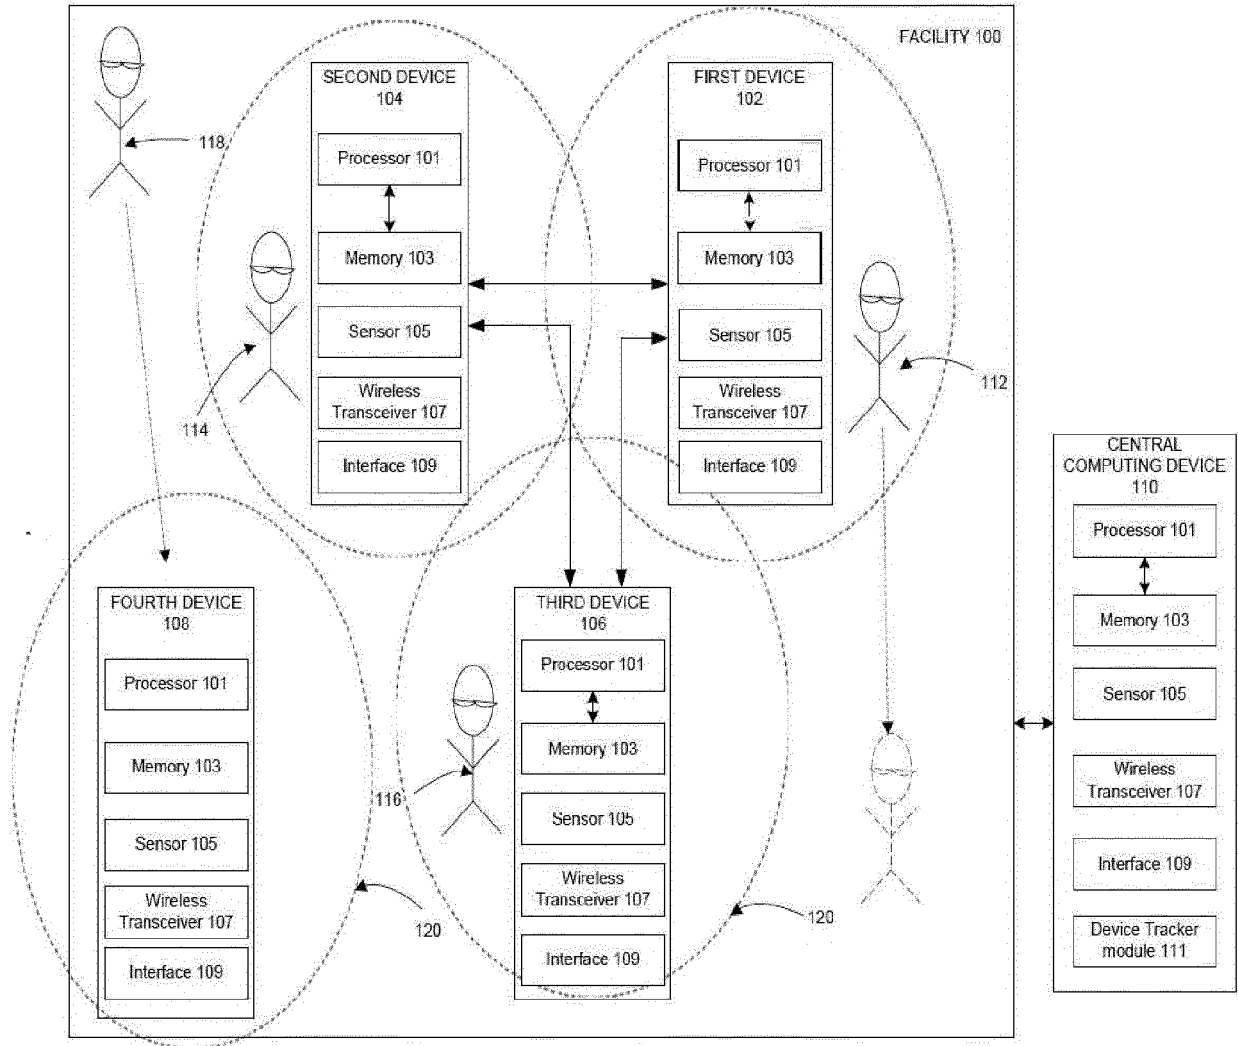 FACILITY 100
118
SECOND DEVICE
104
Processor 101
Memory 103
Sensor 105
Wireless
Transceiver 107
Interface 109
114
FIRST DEVICE
102
Processor 101
Memory 103
Sensor 105
Wireless
Transceiver 107
Interface 109
112
FOURTH DEVICE
108
Processor 101
Memory 103
Sensor 105
Wireless
Transceiver 107
Interface 109
120
THIRD DEVICE
106
Processor 101
Memory 103
Sensor 105
Wireless
Transceiver 107
Interface 109
116
120
CENTRAL
COMPUTING DEVICE
110
Processor 101
Memory 103
Sensor 105
Wireless
Transceiver 107
Interface 109
Device Tracker
module 111